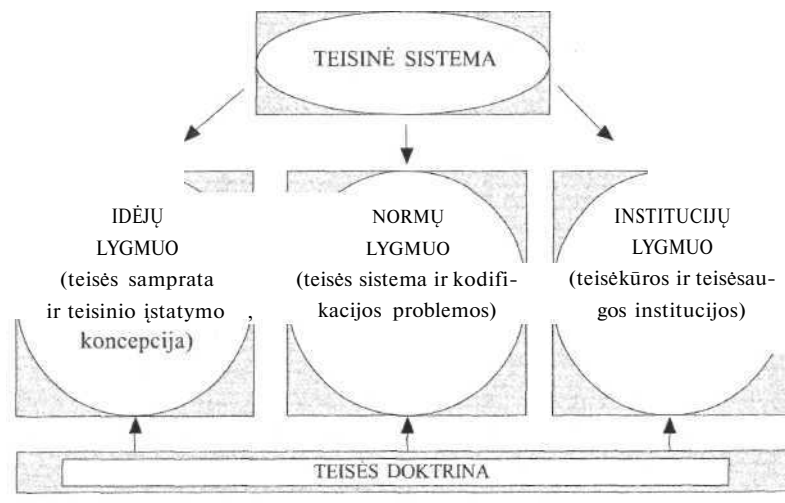 TEISINĖ SISTEMA
IDĖJŲ
LYGMUO
(teisės samprata
ir teisinio įstatymo ,
koncepcija)
NORMŲ
LYGMUO
(teisės sistema ir kodifi-
kacijos problemos)
INSTITUCIJŲ
LYGMUO
(teisėkūros ir teisėsau-
gos institucijos)
TEISĖS DOKTRINA